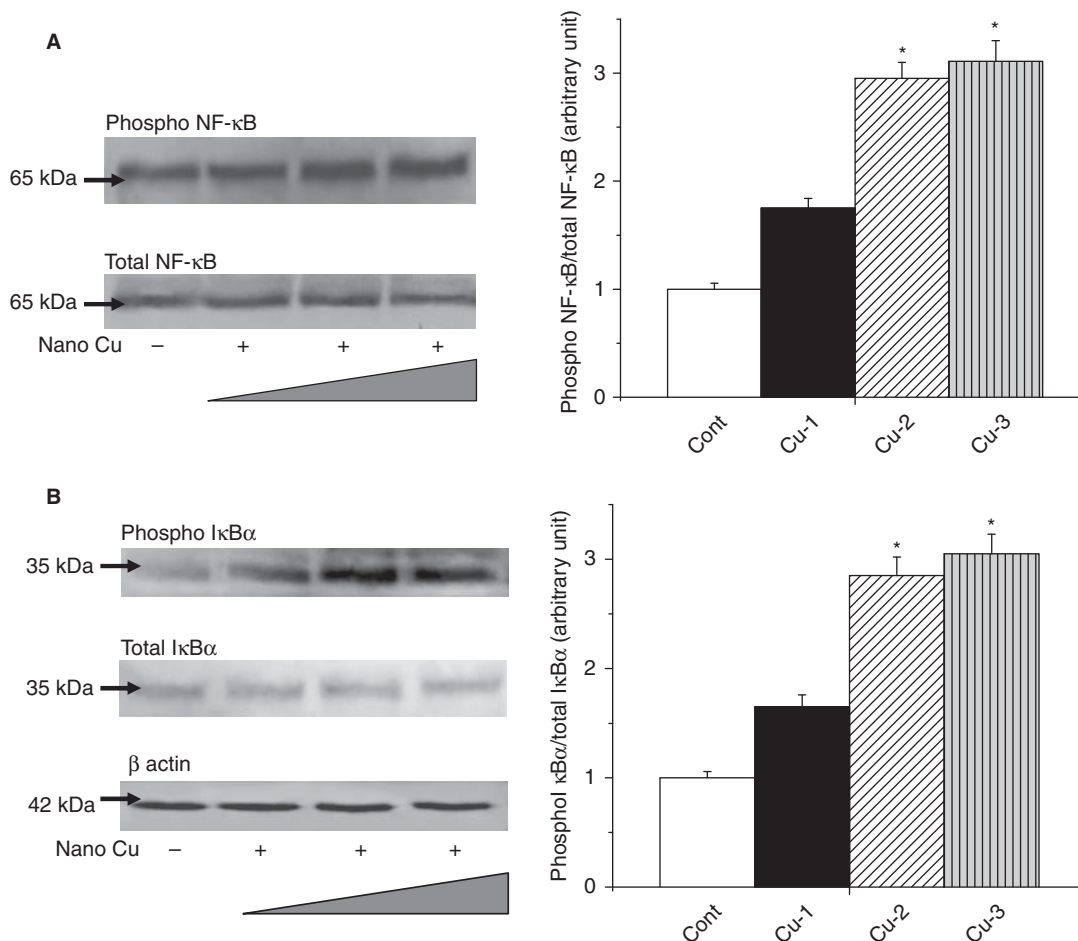 A
Phospho NF-κB
65 kDa
Total NF-κB
65 kDa
Nano Cu – + + +
Phospho NF-κB/total NF-κB (arbitrary unit)
3
2
1
0
*
*
Cont Cu-1 Cu-2 Cu-3
B
Phospho IκBα
35 kDa
Total IκBα
35 kDa
β actin
42 kDa
Nano Cu – + + +
Phosphol κBα/total IκBα (arbitrary unit)
3
2
1
0
*
*
Cont Cu-1 Cu-2 Cu-3